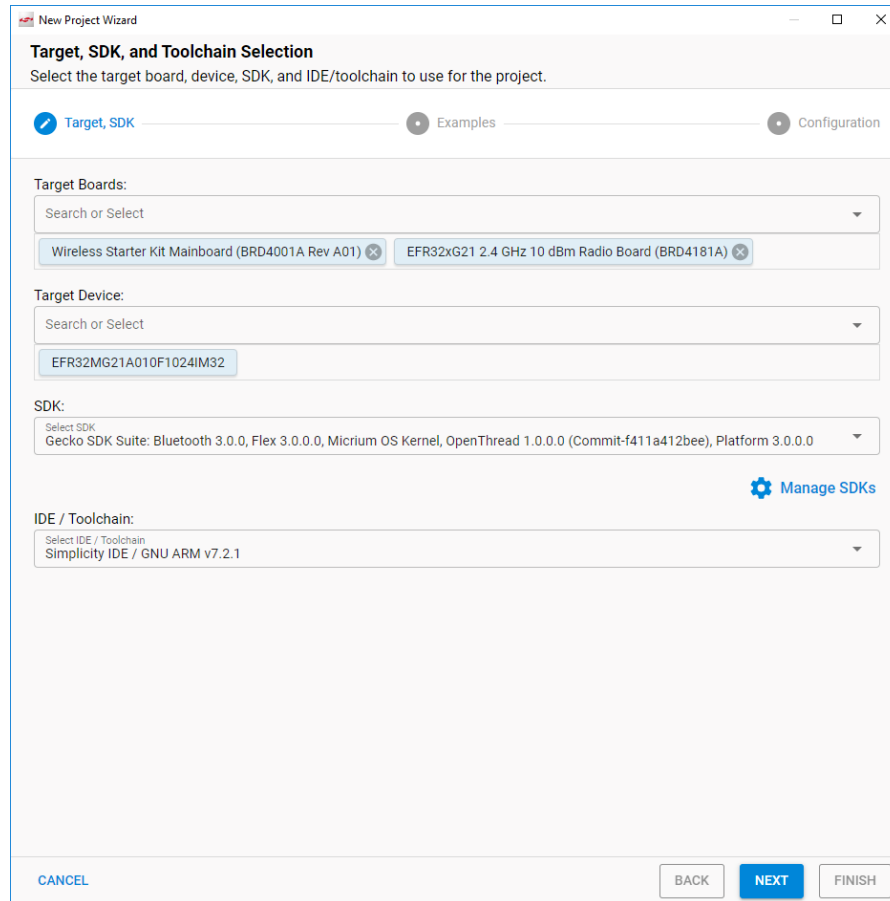 New Project Wizard
Target, SDK, and Toolchain Selection
Select the target board, device, SDK, and IDE/toolchain to use for the project.
Target, SDK
Examples
Configuration
Target Boards:
Search or Select
Wireless Starter Kit Mainboard (BRD4001A Rev A01)
EFR32xG21 2.4 GHz 10 dBm Radio Board (BRD4181A)
Target Device:
Search or Select
EFR32MG21A010F1024IM32
SDK:
Select SDK
Gecko SDK Suite: Bluetooth 3.0.0, Flex 3.0.0.0, Micrium OS Kernel, OpenThread 1.0.0.0 (Commit-f411a412bee), Platform 3.0.0.0
Manage SDKs
IDE / Toolchain:
Select IDE / Toolchain
Simplicity IDE / GNU ARM v7.2.1
CANCEL
BACK
NEXT
FINISH